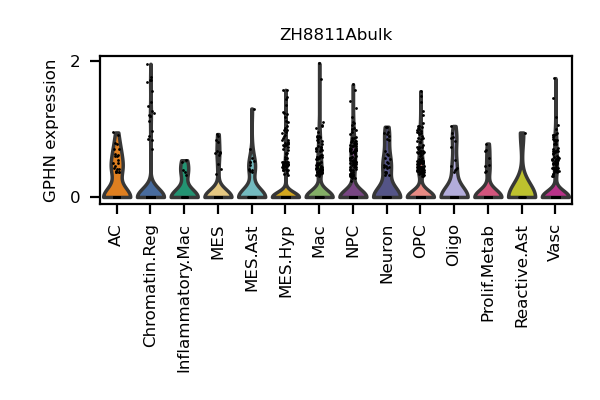 ZH8811Abulk
GPHN expression
2
0
AC
Chromatin.Reg
Inflammatory.Mac
MES
MES.Ast
MES.Hyp
Mac
NPC
Neuron
OPC
Oligo
Prolif.Metab
Reactive.Ast
Vasc